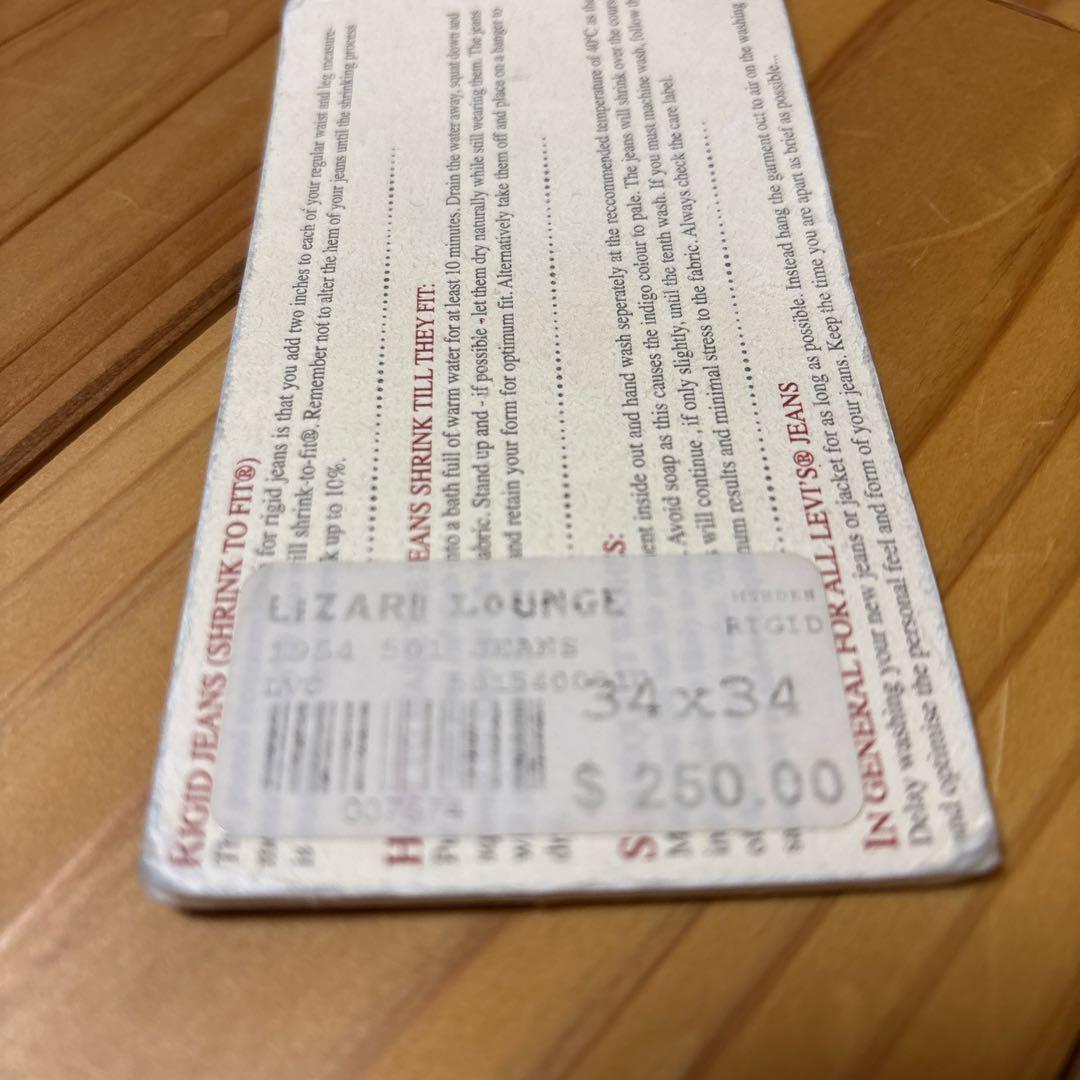 RIGID JEANS (SHRINK TO FIT®)
for rigid jeans is that you add two inches to each of your regular waist and leg measure-
ill shrink-to-fit®. Remember not to alter the hem of your jeans until the shrinking process
is k up to 10%.
H EANS SHRINK TILL THEY FIT:
nto a bath full of warm water for at least 10 minutes. Drain the water away, squat down and
abric. Stand up and - if possible - let them dry naturally while still wearing them. The jeans
and retain your form for optimum fit. Alternatively take them off and place on a hanger to
S S:
ent inside out and hand wash seperately at the reccommended temperature of 40°C as the
Avoid soap as this causes the indigo colour to pale. The jeans will shrink over the cours
will continue , if only slightly, until the tenth wash. If you must machine wash, follow th
num results and minimal stress to the fabric. Always check the care label.
IN GENERAL FOR ALL LEVI'S® JEANS
Delay washing your new jeans or jacket for as long as possible. Instead hang the garment oct to air on the washing
and optomise the personal feel and form of your jeans. Keep the time you are apart as brief as possible...
LIZARD LOUNGE
RIGID
1954 501 JEANS
LVC
34x34
$ 250.00